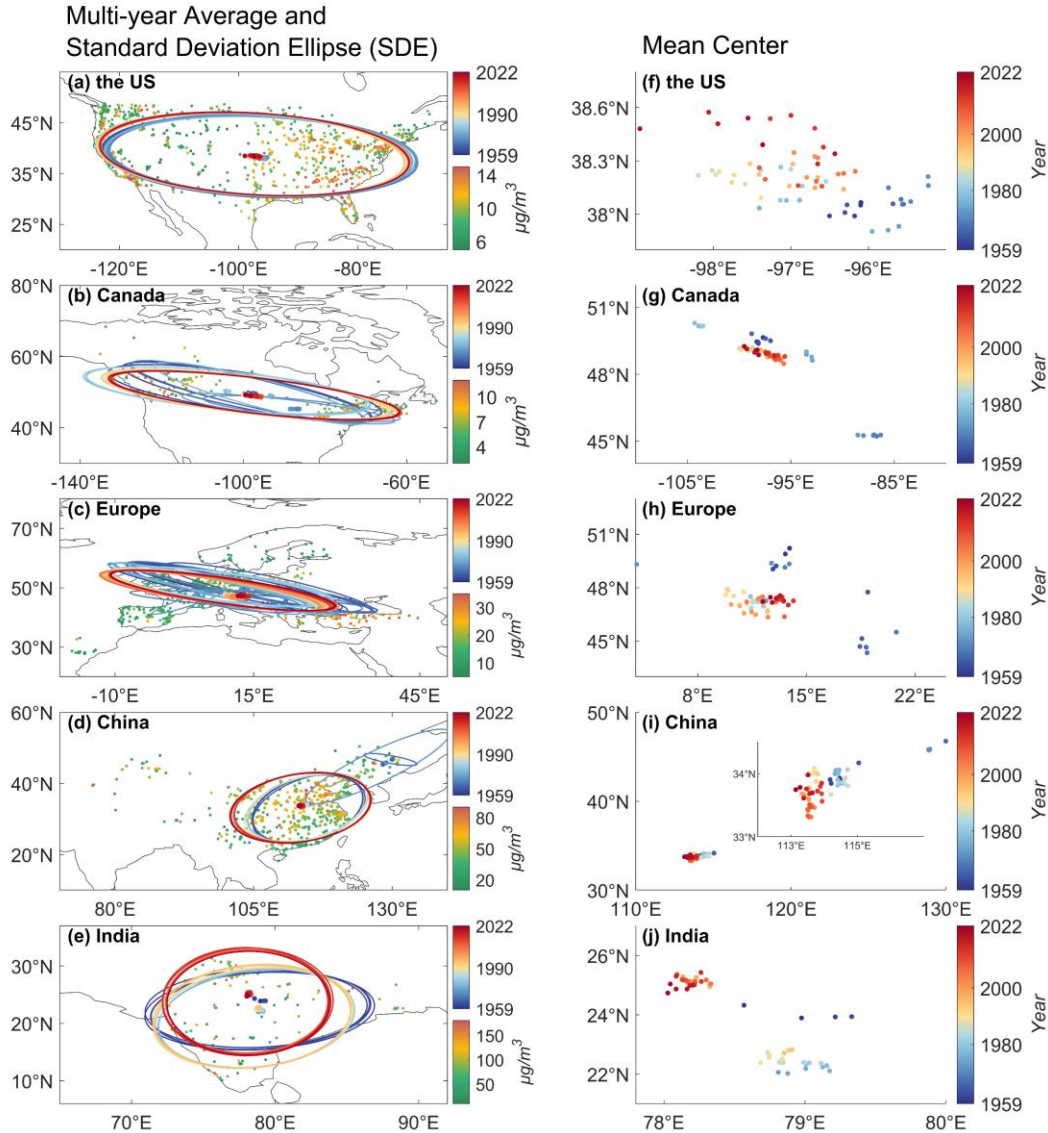 Multi-year Average and
Standard Deviation Ellipse (SDE)
Mean Center
(a) the US
45°N
35°N
25°N
-120°E -100°E -80°E
2022
1990
1959
14
10
6
μg/m³
(f) the US
38.6°N
38.3°N
38°N
-98°E -97°E -96°E
2022
2000
1980
1959
Year
(b) Canada
80°N
60°N
40°N
-140°E -100°E -60°E
2022
1990
1959
10
7
4
μg/m³
(g) Canada
51°N
48°N
45°N
-105°E -95°E -85°E
2022
2000
1980
1959
Year
(c) Europe
70°N
50°N
30°N
-10°E 15°E 45°E
2022
1990
1959
30
20
10
μg/m³
(h) Europe
51°N
48°N
45°N
8°E 15°E 22°E
2022
2000
1980
1959
Year
(d) China
60°N
40°N
20°N
80°E 105°E 130°E
2022
1990
1959
80
50
20
μg/m³
(i) China
50°N
40°N
30°N
110°E 120°E 130°E
34°N
33°N
113°E 115°E
2022
2000
1980
1959
Year
(e) India
30°N
20°N
10°N
70°E 80°E 90°E
2022
1990
1959
150
100
50
μg/m³
(j) India
26°N
24°N
22°N
78°E 79°E 80°E
2022
2000
1980
1959
Year